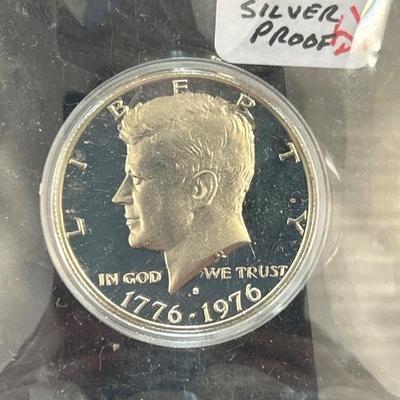 SILVER
PROOF
LIBERTY
IN GOD WE TRUST
S
1776 · 1976